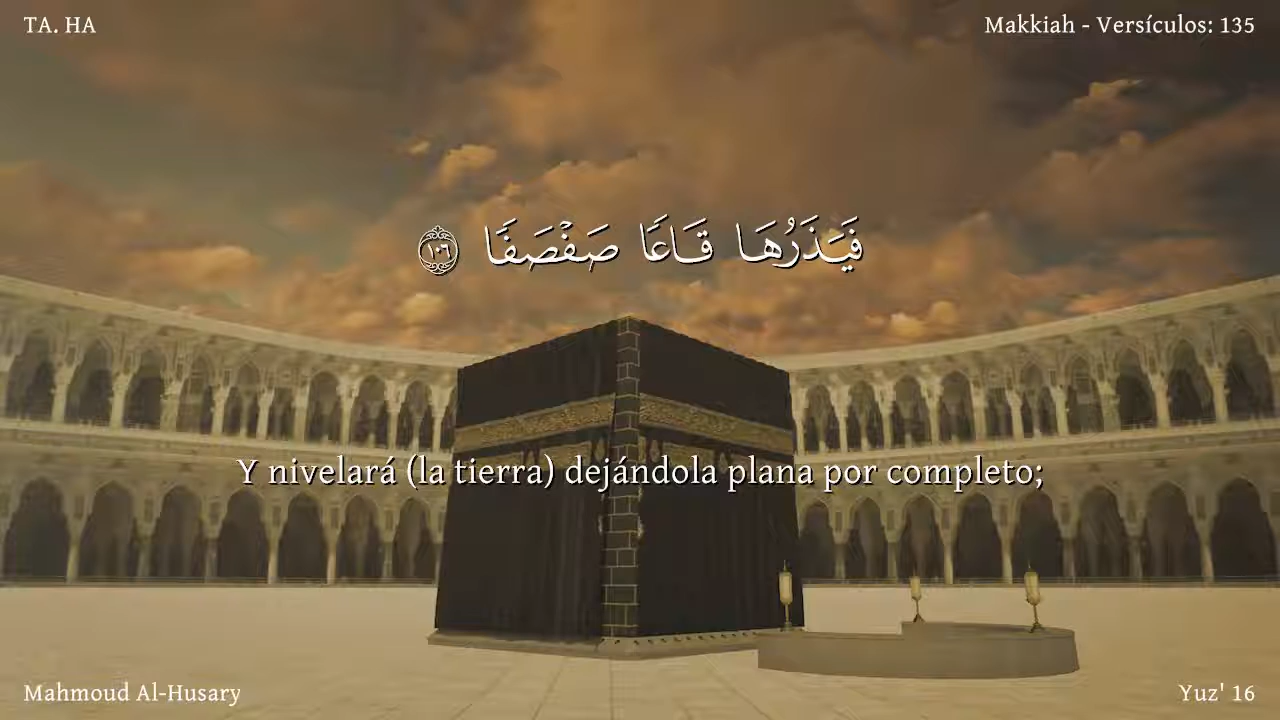 TA. HA
Makkiah - Versículos: 135
فَيَذَرُهَا قَاعًا صَفْصَفًا ١٠٦
Y nivelará (la tierra) dejándola plana por completo;
Mahmoud Al-Husary
Yuz' 16